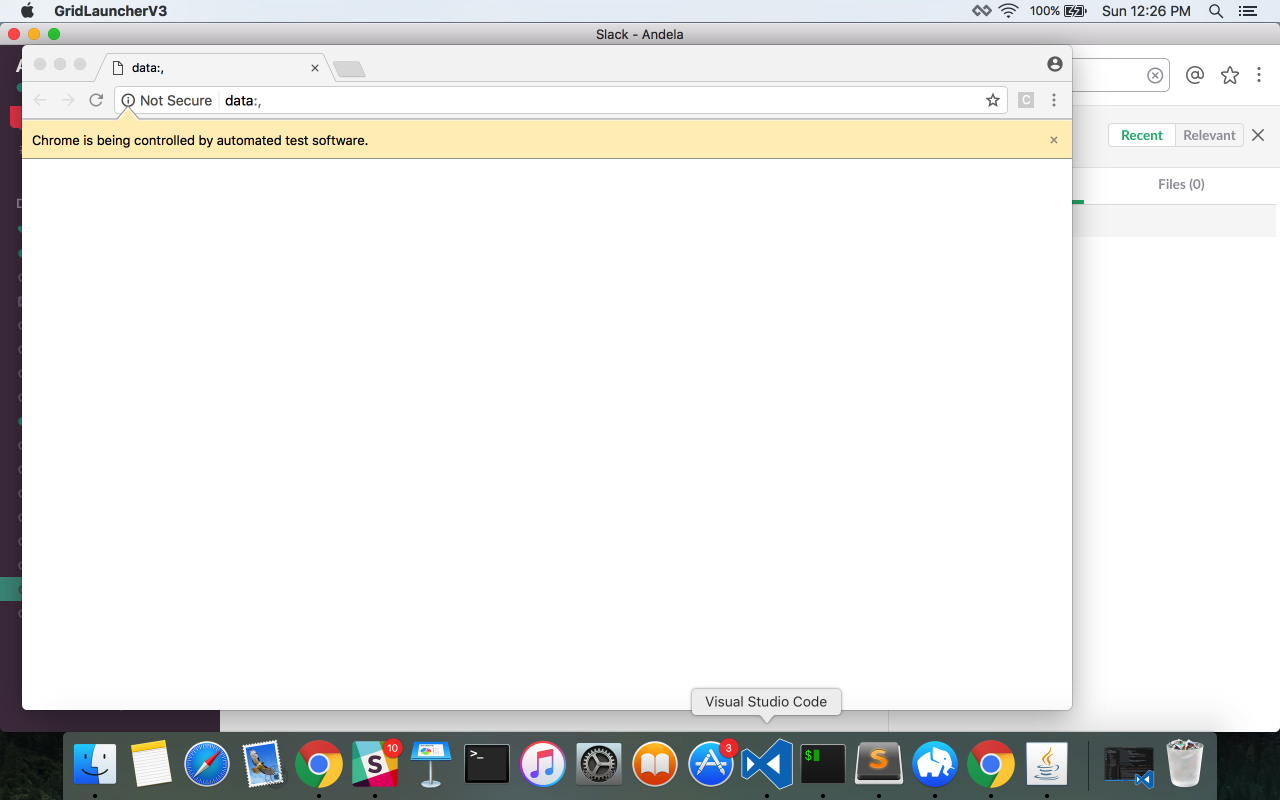 GridLauncherV3
100%
Sun 12:26 PM
Slack - Andela
data:,
Not Secure
data:,
C
Chrome is being controlled by automated test software.
Recent
Relevant
Files (0)
Visual Studio Code
10
3
>_
$
S
S